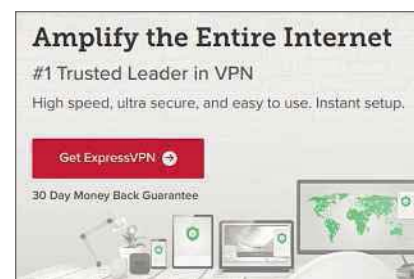 Amplify the Entire Internet
#1 Trusted Leader in VPN
High speed, ultra secure, and easy to use. Instant setup.
Get ExpressVPN
30 Day Money Back Guarantee